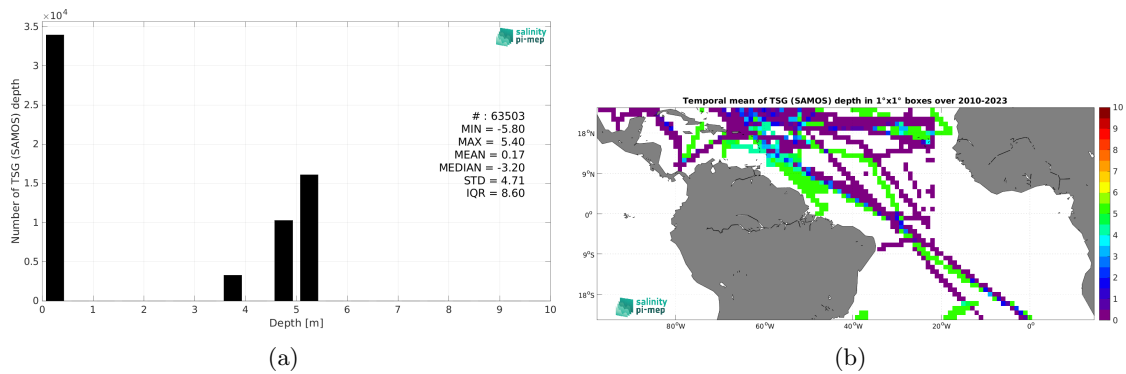 ×10⁴
3.5
3
2.5
2
1.5
1
0.5
0
0 1 2 3 4 5 6 7 8 9 10
Number of TSG (SAMOS) depth
Depth [m]
salinity
pi-mep
# : 63503
MIN = -5.80
MAX = 5.40
MEAN = 0.17
MEDIAN = -3.20
STD = 4.71
IQR = 8.60
(a)
Temporal mean of TSG (SAMOS) depth in 1°x1° boxes over 2010-2023
18°N
9°N
0°
9°S
18°S
80°W 60°W 40°W 20°W 0°
salinity
pi-mep
10
9
8
7
6
5
4
3
2
1
0
(b)